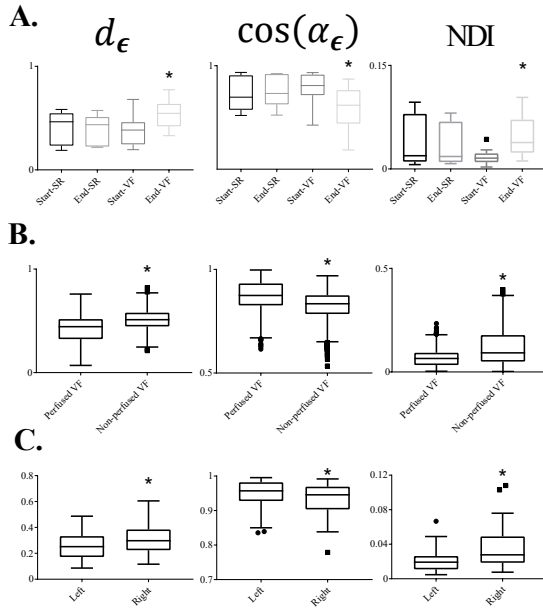 A.
d_ϵ cos(α_ϵ) NDI
1 1 0.15
* * *
0 0
Start-SR End-SR Start-VF End-VF Start-SR End-SR Start-VF End-VF Start-SR End-SR Start-VF End-VF
B.
1 1 0.5
* * *
0 0.5 0
Perfused VF Non-perfused VF Perfused VF Non-perfused VF Perfused VF Non-perfused VF
C.
0.8 1 0.12
* * *
0.6 0.9 0.08
0.4
0.2 0.8 0.04
0 0.7 0
Left Right Left Right Left Right